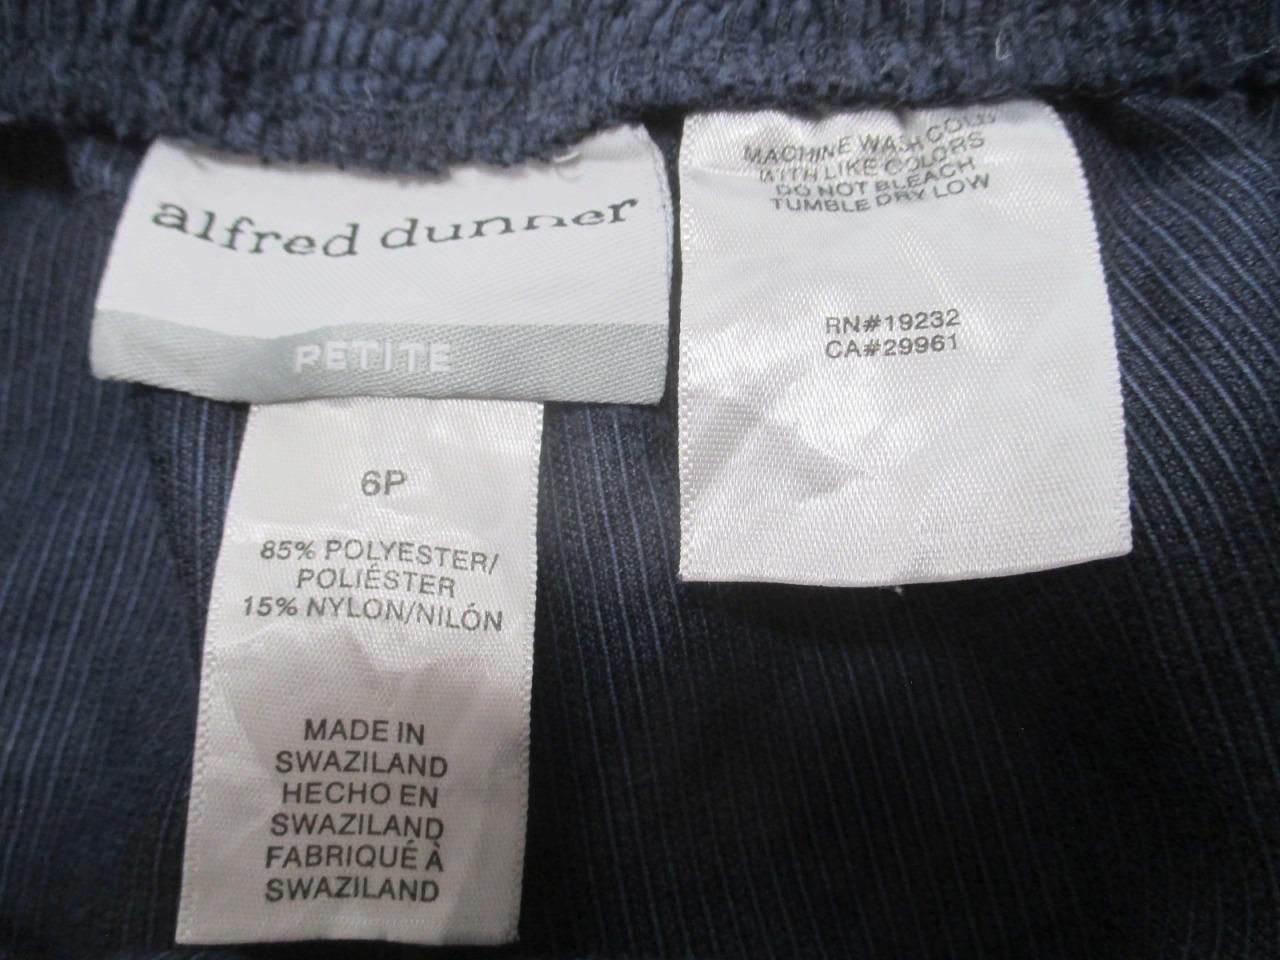 alfred dunner
PETITE
6P
85% POLYESTER/
POLIÉSTER
15% NYLON/NILÓN
MADE IN
SWAZILAND
HECHO EN
SWAZILAND
FABRIQUÉ À
SWAZILAND
MACHINE WASH COLD
WITH LIKE COLORS
DO NOT BLEACH
TUMBLE DRY LOW
RN#19232
CA#29961